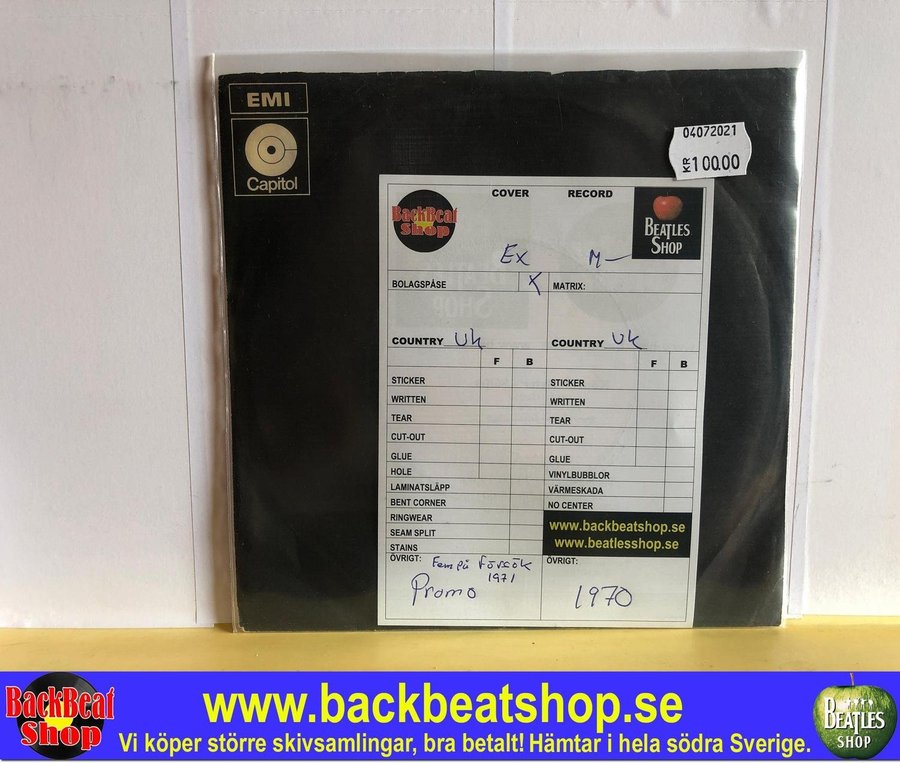 EMI
Capitol
04072021
KR 100.00
BackBeat
Shop
COVER
RECORD
BEATLES
SHOP
Ex
M-
BOLAGSPÅSE X
MATRIX:
COUNTRY UK
COUNTRY UK
F B
F B
STICKER
WRITTEN
TEAR
CUT-OUT
GLUE
HOLE
LAMINATSLÄPP
BENT CORNER
RINGWEAR
SEAM SPLIT
STAINS
ÖVRIGT: Fem på försök
1971
Promo
STICKER
WRITTEN
TEAR
CUT-OUT
GLUE
VINYLBUBBLOR
VÄRMESKADA
NO CENTER
www.backbeatshop.se
www.beatlesshop.se
ÖVRIGT:
1970
BackBeat
Shop
www.backbeatshop.se
Vi köper större skivsamlingar, bra betalt! Hämtar i hela södra Sverige.
BEATLES
SHOP